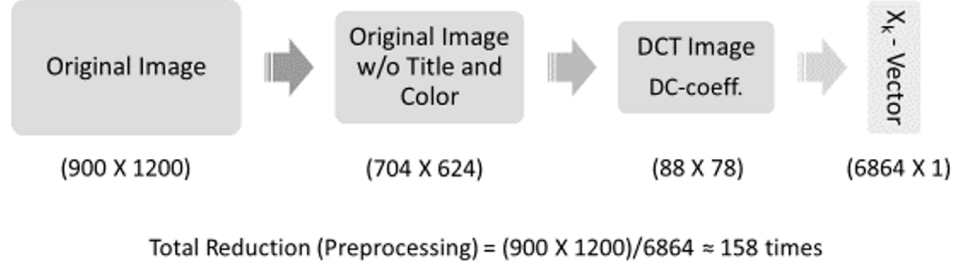 Original Image
Original Image
w/o Title and
Color
DCT Image
DC-coeff.
Xk - Vector
(900 X 1200)
(704 X 624)
(88 X 78)
(6864 X 1)
Total Reduction (Preprocessing) = (900 X 1200)/6864 ≈ 158 times